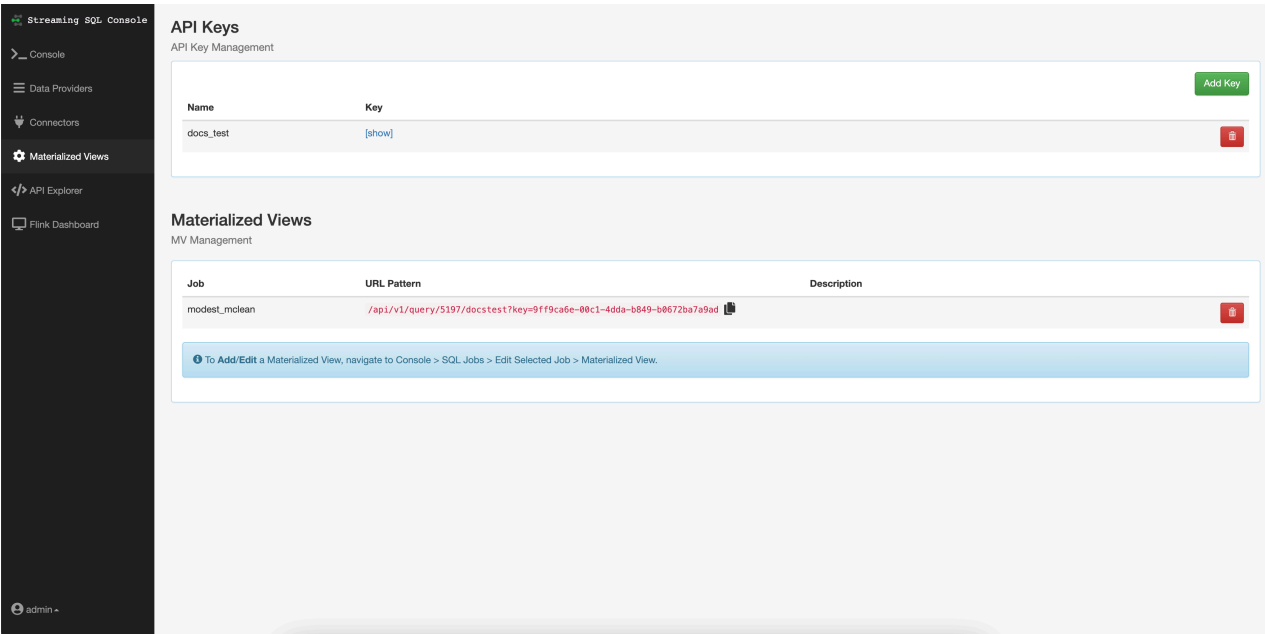 Streaming SQL Console
Console
Data Providers
Connectors
Materialized Views
API Explorer
Flink Dashboard
admin
API Keys
API Key Management
Add Key
Name Key
docs_test [show]
Materialized Views
MV Management
Job URL Pattern Description
modest_mclean /api/v1/query/5197/docstest?key=9ff9ca6e-00c1-4dda-b849-b0672ba7a9ad
To Add/Edit a Materialized View, navigate to Console > SQL Jobs > Edit Selected Job > Materialized View.